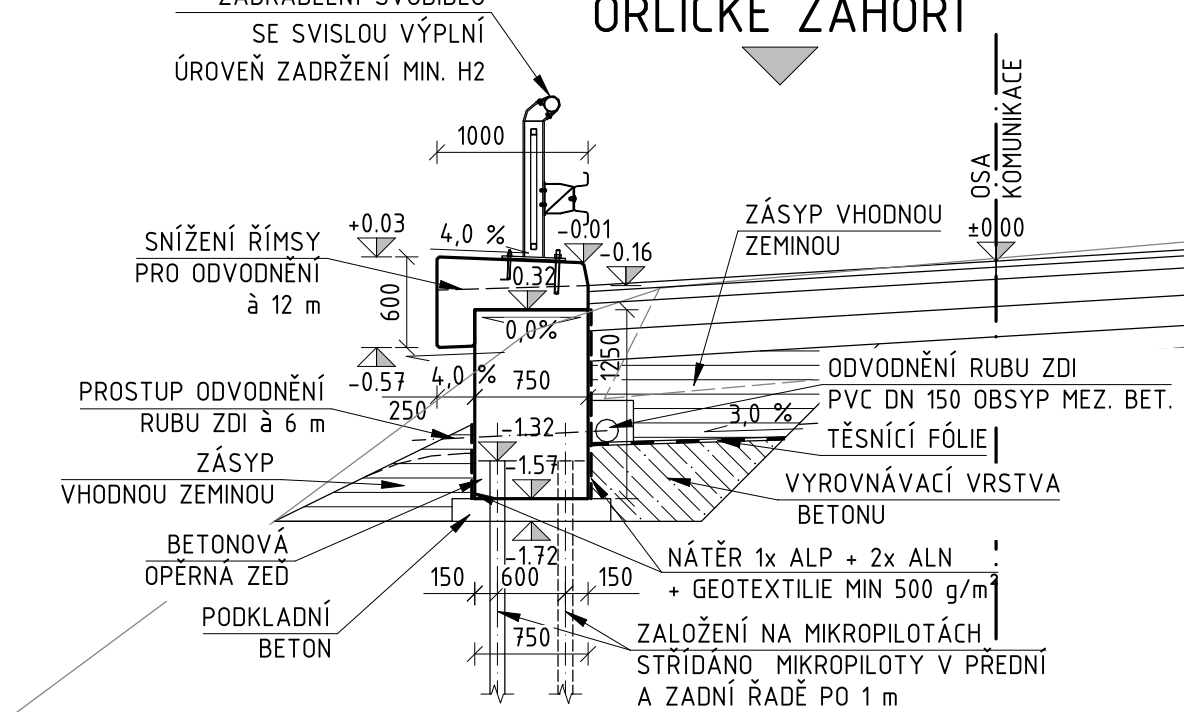 ZÁBRADELNÍ SVODIDLO
SE SVISLOU VÝPLNÍ
ÚROVEŇ ZADRŽENÍ MIN. H2
ORLICKÉ ZÁHOŘÍ
OSA
KOMUNIKACE
±0.00
1000
+0.03
4,0 %
-0.01
-0.16
-0.32
ZÁSYP VHODNOU
ZEMINOU
SNÍŽENÍ ŘÍMSY
PRO ODVODNĚNÍ
à 12 m
600
0,0%
1250
-0.57
4,0 %
750
250
ODVODNĚNÍ RUBU ZDI
PVC DN 150 OBSYP MEZ. BET.
3,0 %
TĚSNÍCÍ FÓLIE
PROSTUP ODVODNĚNÍ
RUBU ZDI à 6 m
-1.32
-1.57
ZÁSYP
VHODNOU ZEMINOU
VYROVNÁVACÍ VRSTVA
BETONU
BETONOVÁ
OPĚRNÁ ZEĎ
-1.72
NÁTĚR 1x ALP + 2x ALN
+ GEOTEXTILIE MIN 500 g/m²
150
600
150
PODKLADNÍ
BETON
750
ZALOŽENÍ NA MIKROPILOTÁCH
STŘÍDÁNO MIKROPILOTY V PŘEDNÍ
A ZADNÍ ŘADĚ PO 1 m